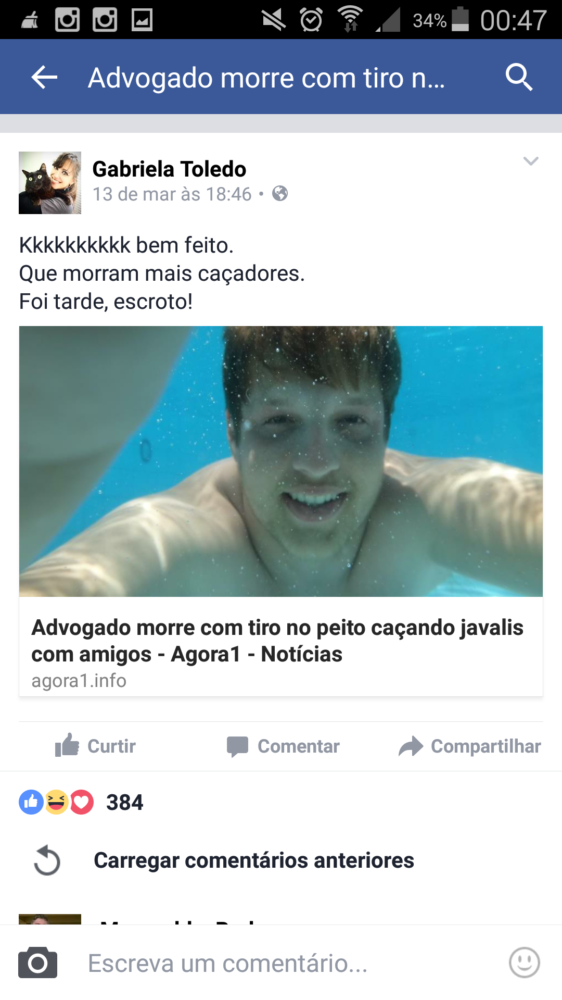 34% 00:47
Advogado morre com tiro n...
Gabriela Toledo
13 de mar às 18:46 •
Kkkkkkkkkk bem feito.
Que morram mais caçadores.
Foi tarde, escroto!
Advogado morre com tiro no peito caçando javalis
com amigos - Agora1 - Notícias
agora1.info
Curtir Comentar Compartilhar
384
Carregar comentários anteriores
Escreva um comentário...